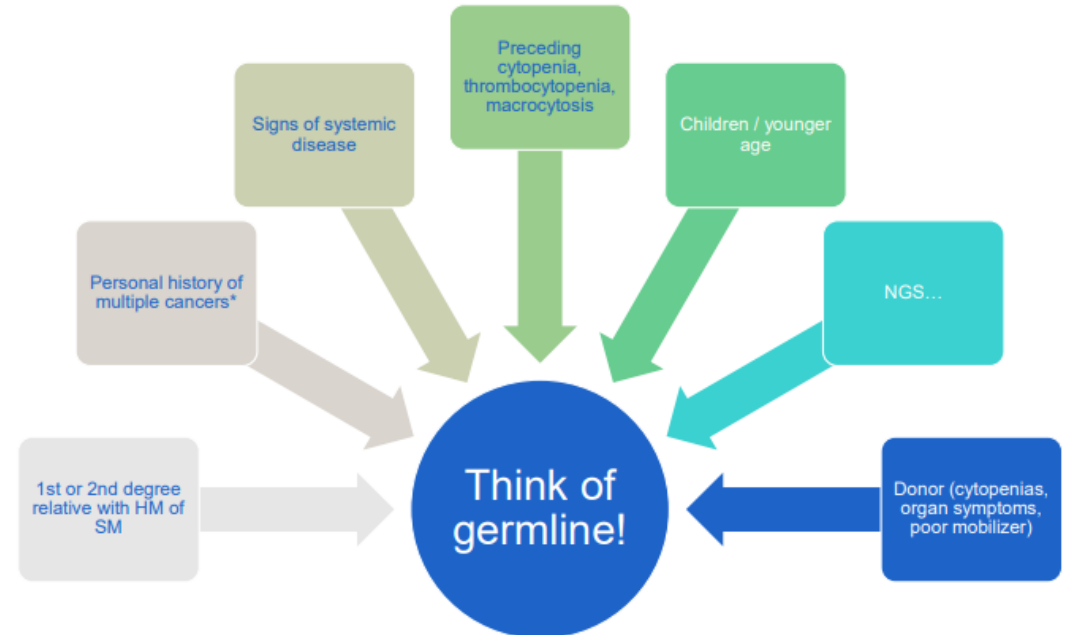 Preceding
cytopenia,
thrombocytopenia,
macrocytosis
Signs of systemic
disease
Children / younger
age
Personal history of
multiple cancers*
NGS...
1st or 2nd degree
relative with HM of
SM
Think of
germline!
Donor (cytopenias,
organ symptoms,
poor mobilizer)